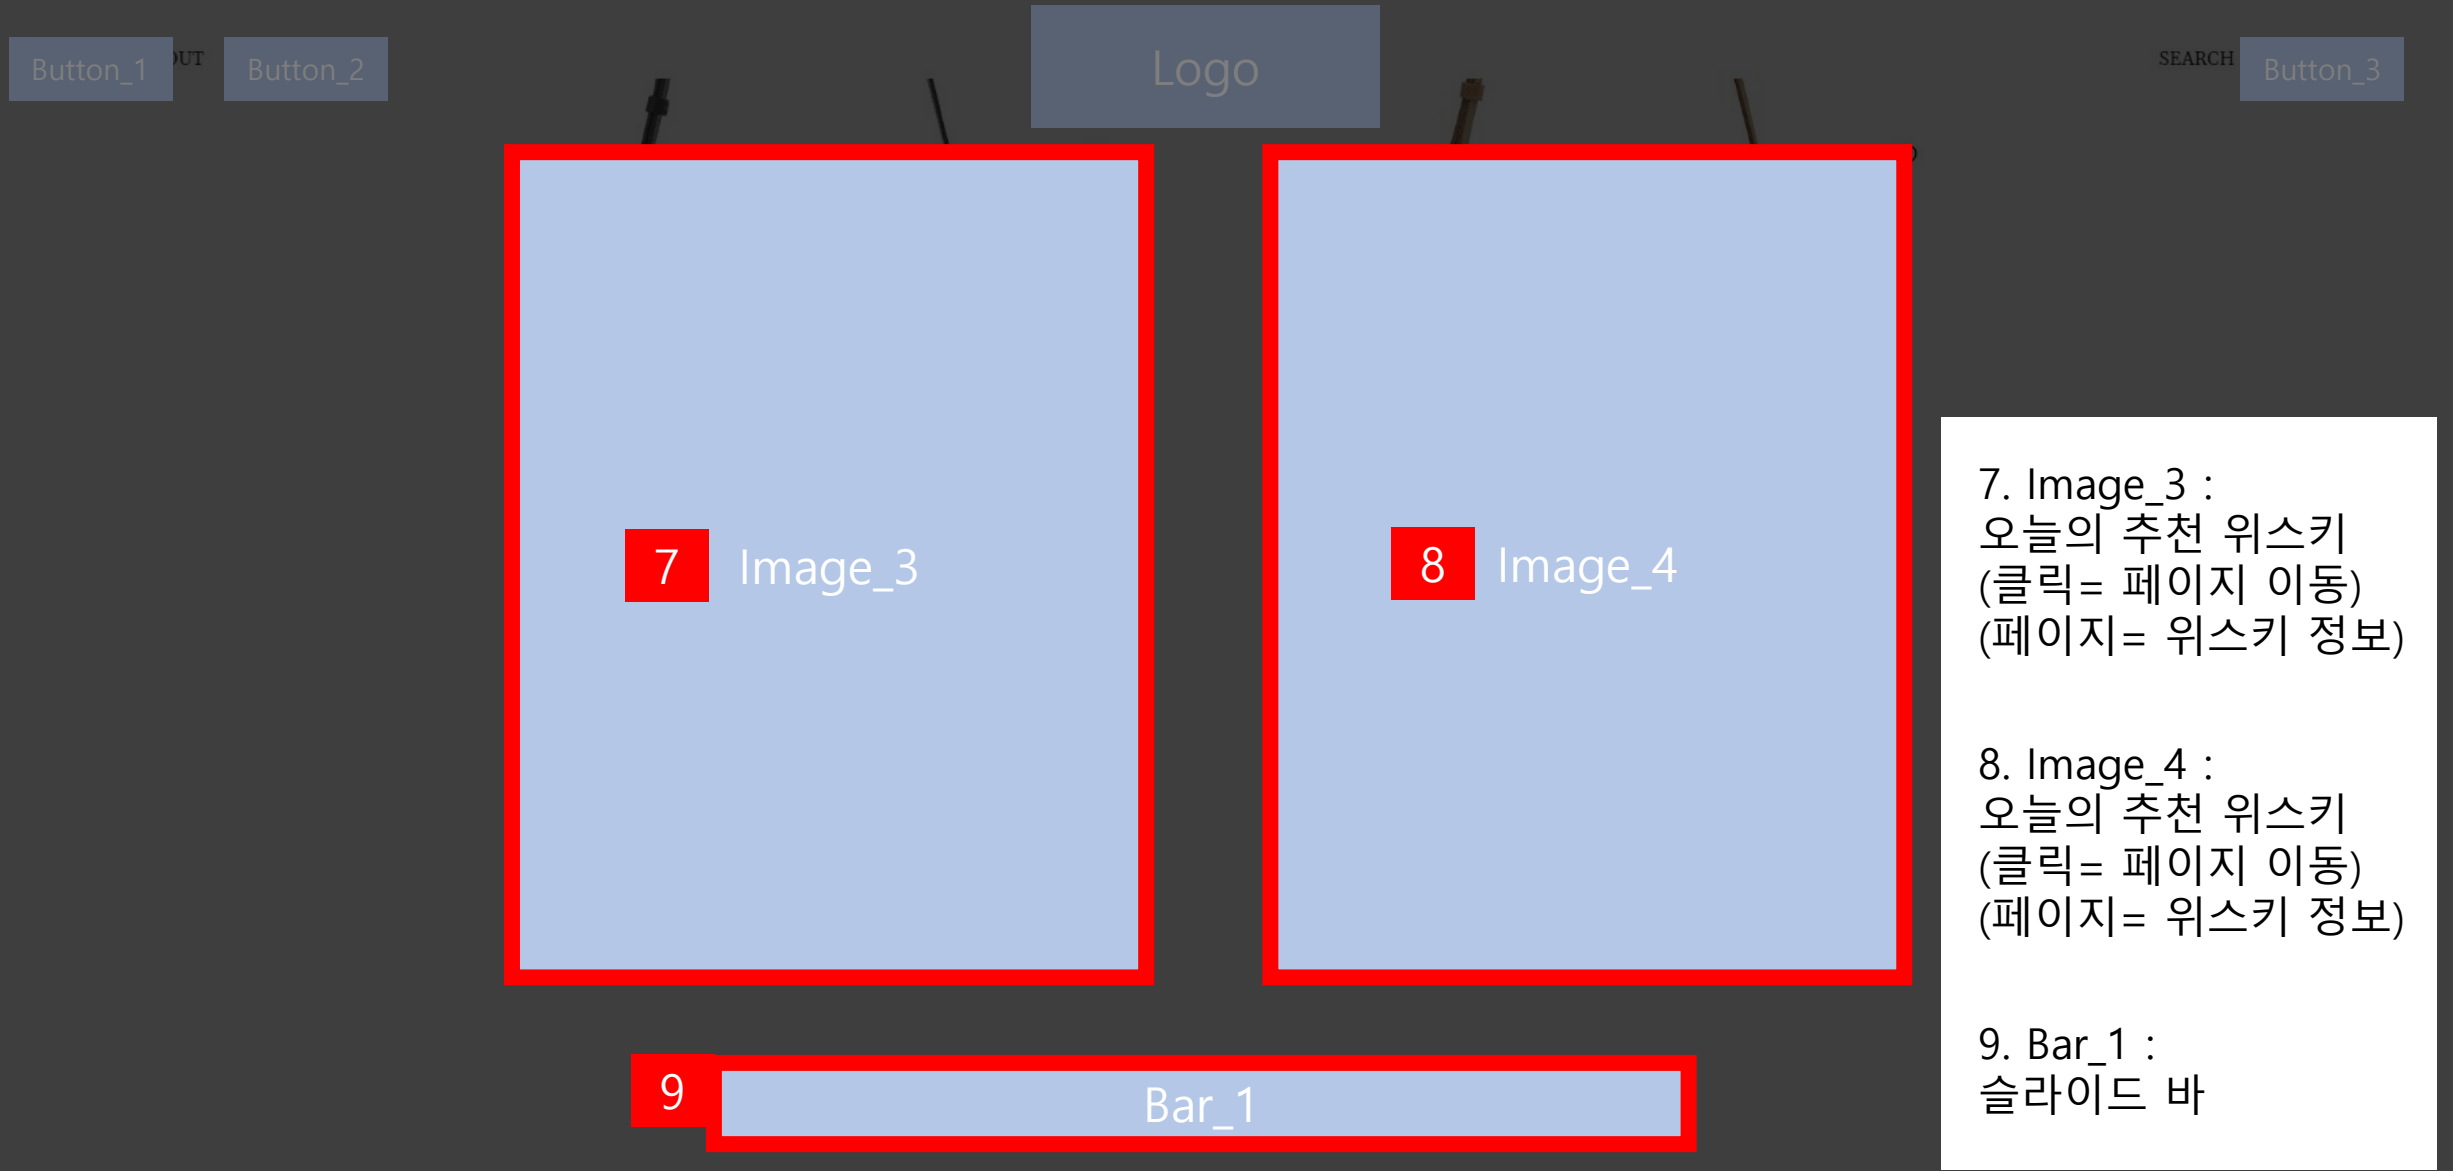 Button_1
OUT
Button_2
Logo
SEARCH
Button_3
7
Image_3
8
Image_4
9
Bar_1
7. Image_3 :
오늘의 추천 위스키
(클릭= 페이지 이동)
(페이지= 위스키 정보)
8. Image_4 :
오늘의 추천 위스키
(클릭= 페이지 이동)
(페이지= 위스키 정보)
9. Bar_1 :
슬라이드 바